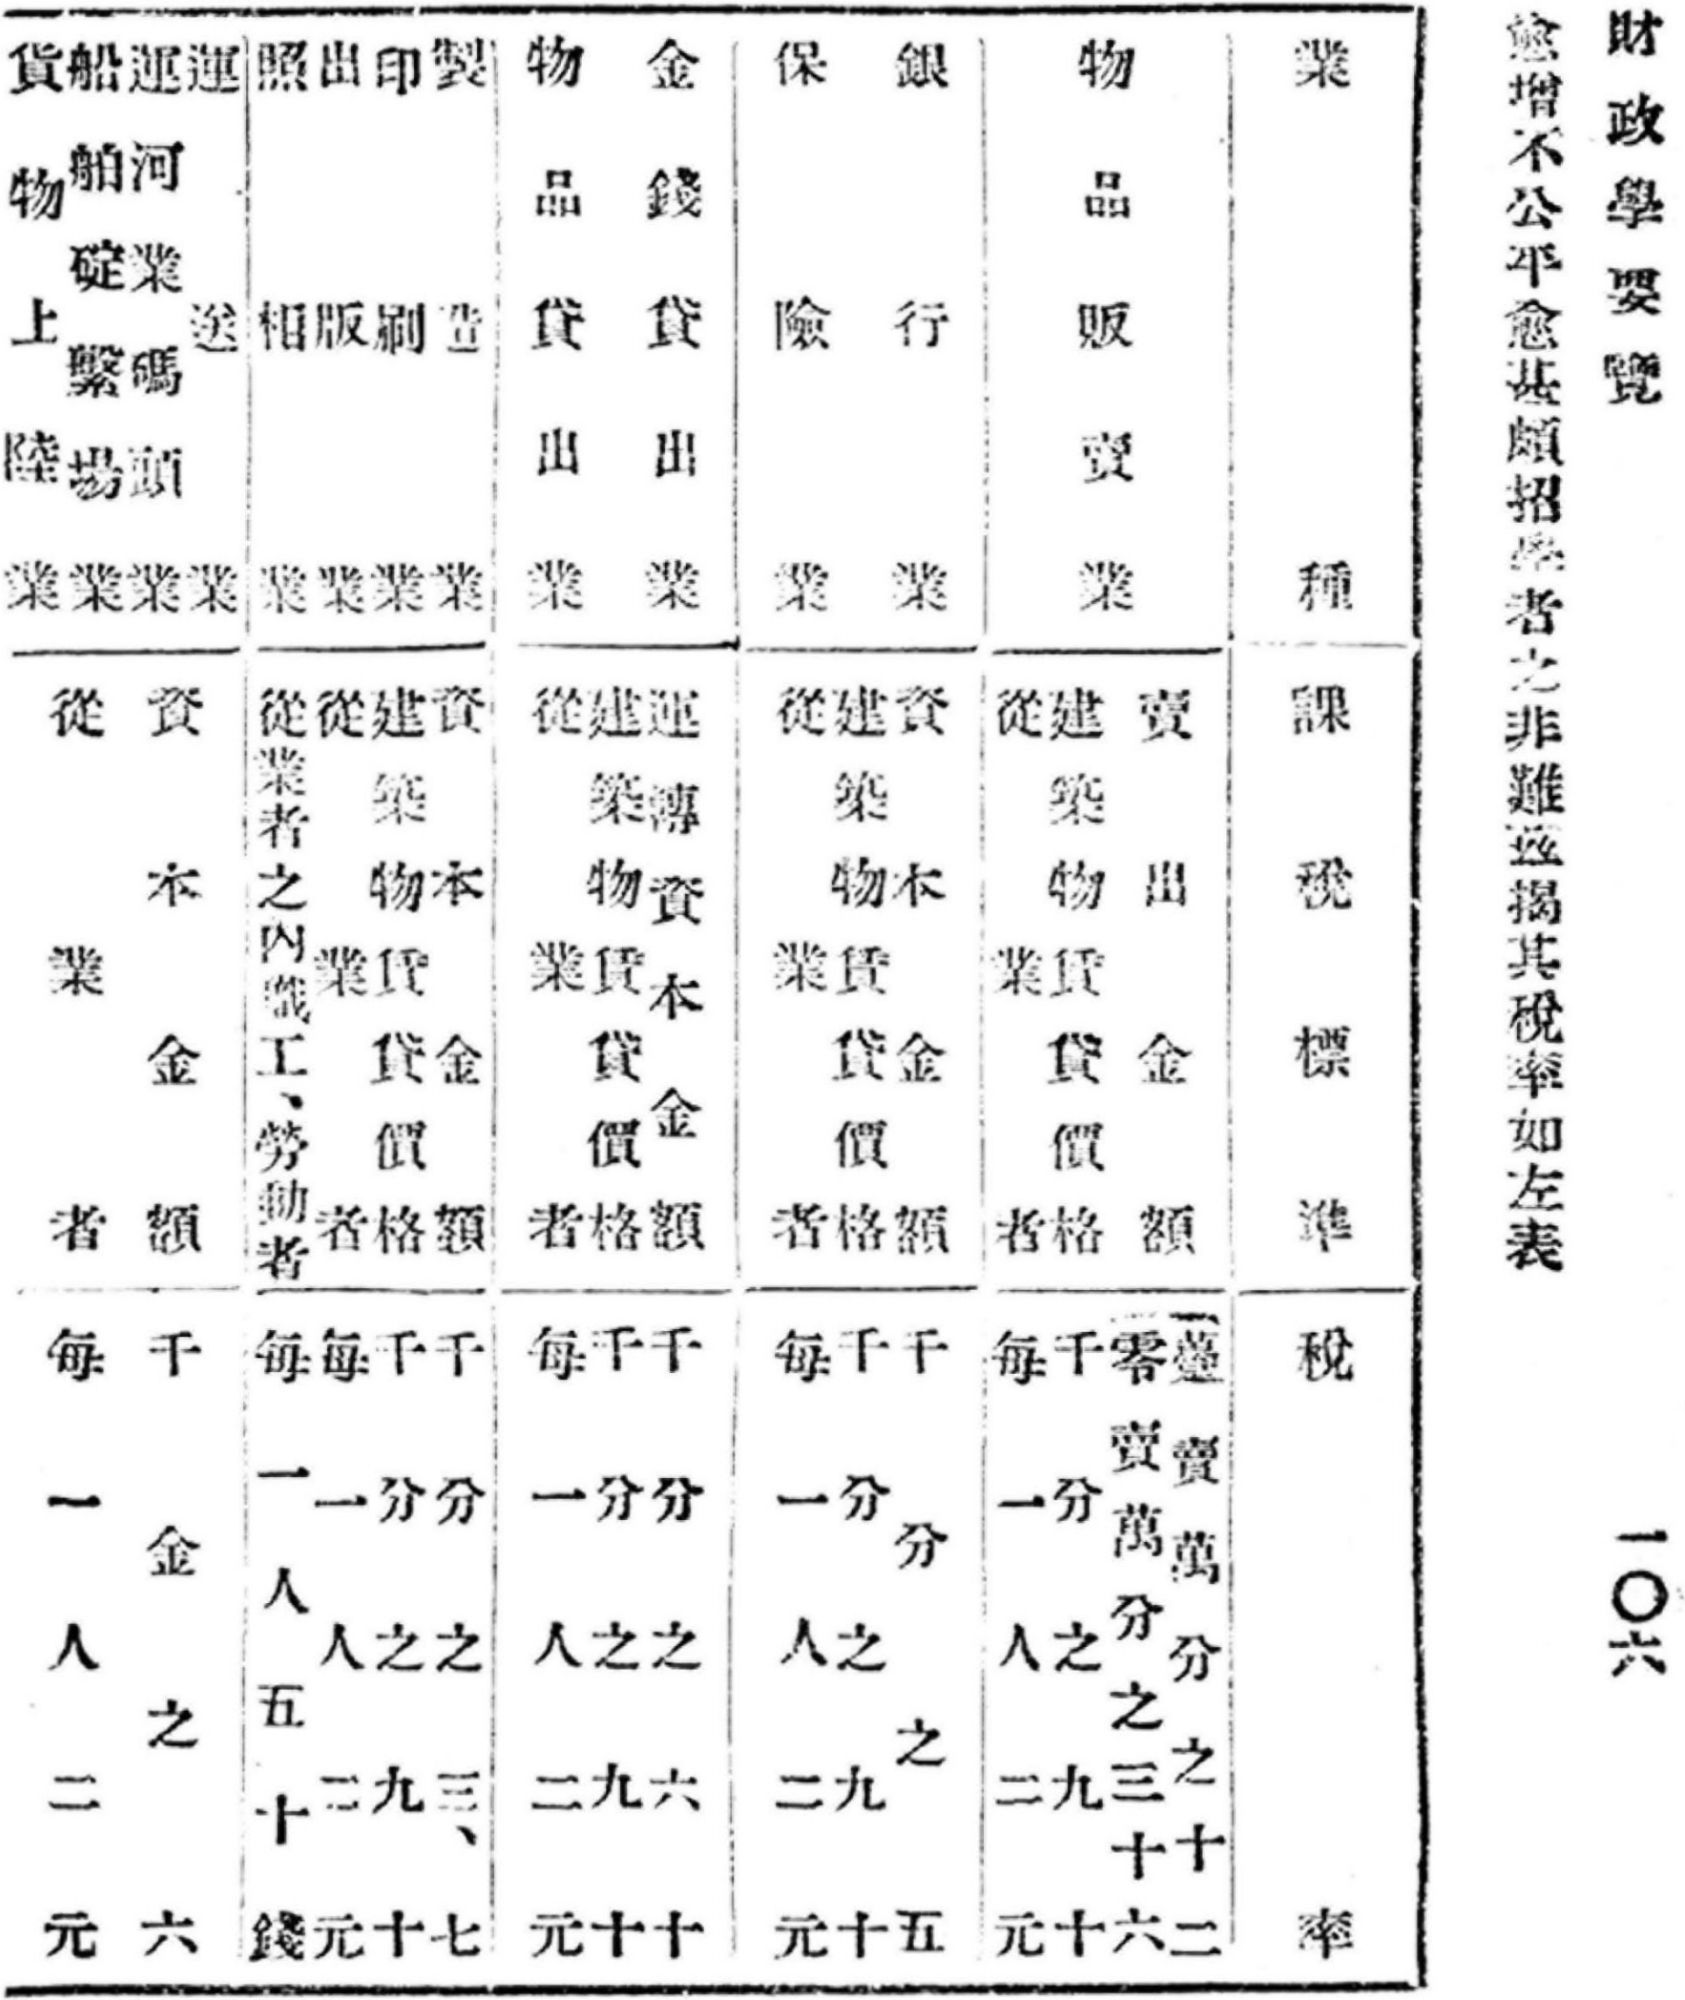 財政學要覽
一〇六
愈增不公平愈甚頗招學者之非難茲揭其稅率如左表
業種
課稅標準
稅率
物品販賣業
賣出金額
建築物賃貸價格
從業者
躉賣萬分之十二
零賣萬分之三十六
千分之九十
每一人二元
銀行業
保險業
資本金額
建築物賃貸價格
從業者
千分之五
千分之九十
每一人二元
金錢貸出業
物品貸出業
運轉資本金額
建築物賃貸價格
從業者
千分之六十
千分之九十
每一人二元
製造業
印刷業
出版業
照相業
資本金額
建築物賃貸價格
從業者
從業者之內職工、勞動者
千分之三、七
千分之九十
每一人二元
每一人五十錢
運送業
運河業碼頭業
船舶碇繫場業
貨物上陸業
資本金額
從業者
千金之六
每一人二元